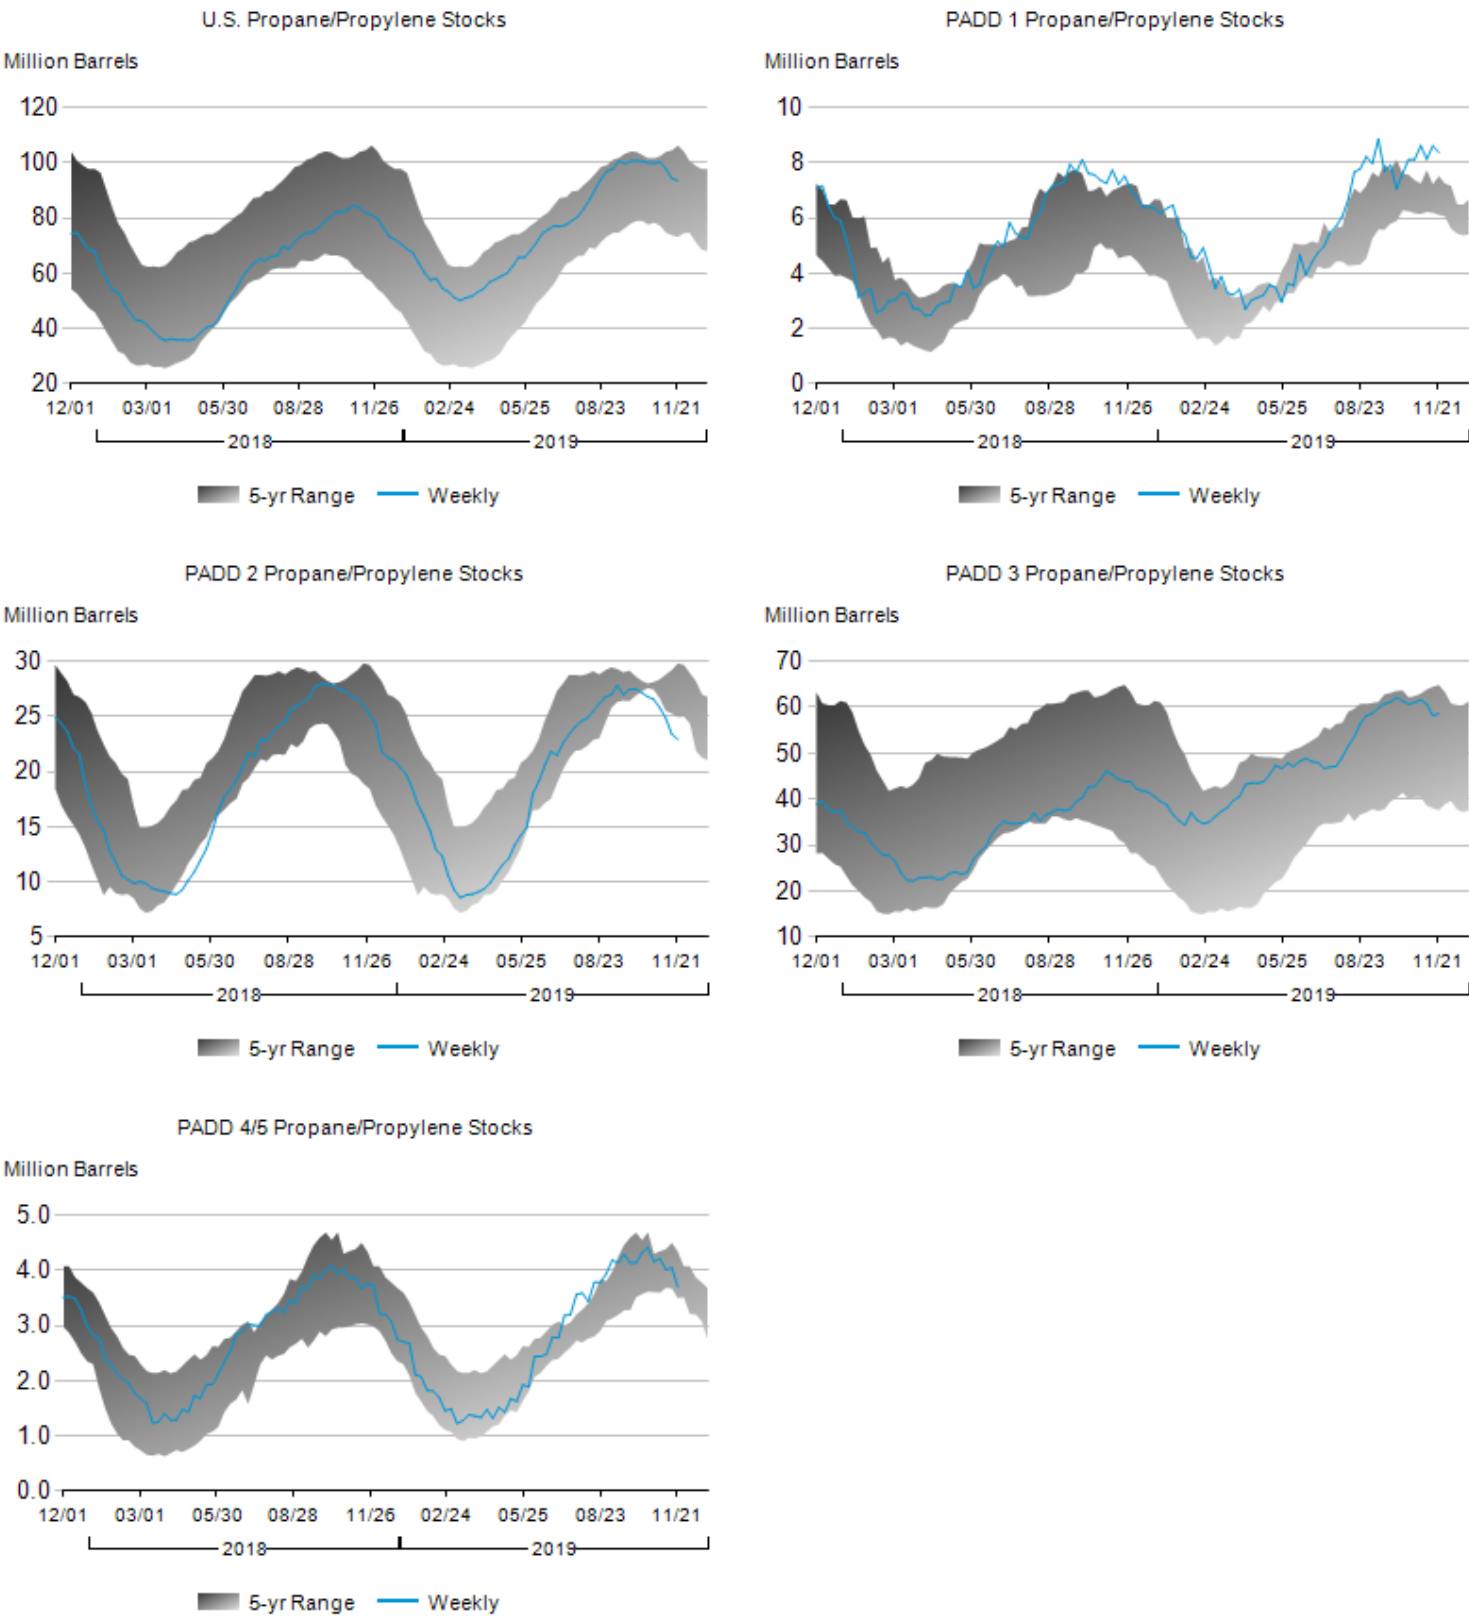 U.S. Propane/Propylene Stocks
Million Barrels
120
100
80
60
40
20
12/01 03/01 05/30 08/28 11/26 02/24 05/25 08/23 11/21
2018 2019
5-yr Range Weekly
PADD 1 Propane/Propylene Stocks
Million Barrels
10
8
6
4
2
0
12/01 03/01 05/30 08/28 11/26 02/24 05/25 08/23 11/21
2018 2019
5-yr Range Weekly
PADD 2 Propane/Propylene Stocks
Million Barrels
30
25
20
15
10
5
12/01 03/01 05/30 08/28 11/26 02/24 05/25 08/23 11/21
2018 2019
5-yr Range Weekly
PADD 3 Propane/Propylene Stocks
Million Barrels
70
60
50
40
30
20
10
12/01 03/01 05/30 08/28 11/26 02/24 05/25 08/23 11/21
2018 2019
5-yr Range Weekly
PADD 4/5 Propane/Propylene Stocks
Million Barrels
5.0
4.0
3.0
2.0
1.0
0.0
12/01 03/01 05/30 08/28 11/26 02/24 05/25 08/23 11/21
2018 2019
5-yr Range Weekly